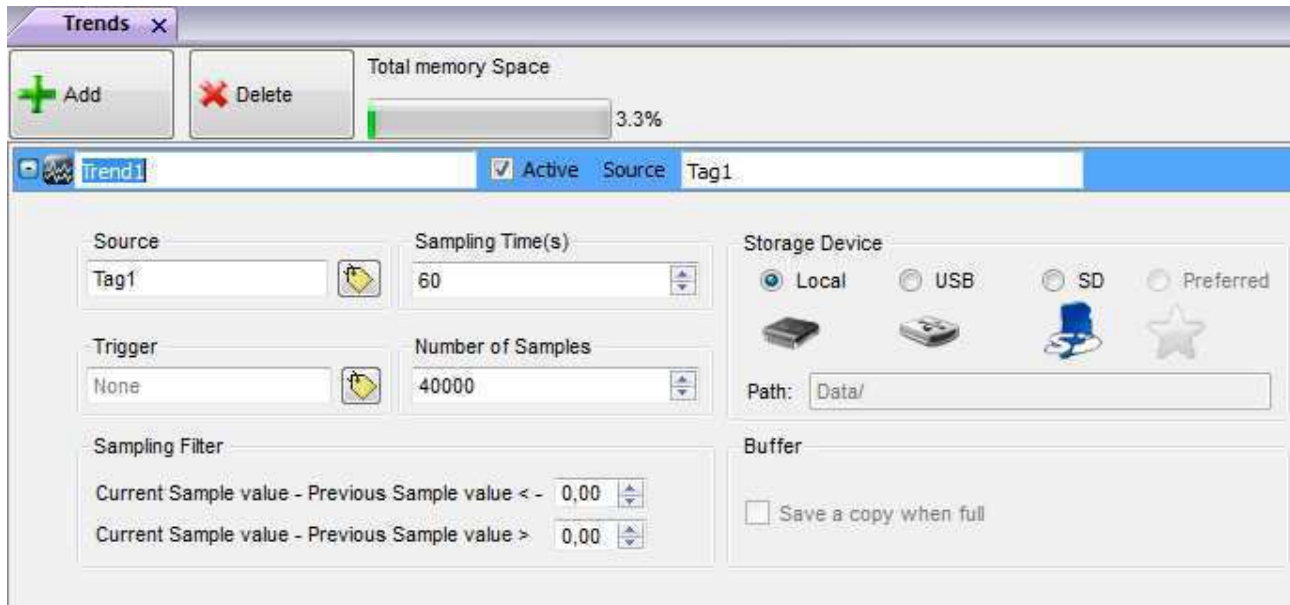 Trends
Add
Delete
Total memory Space
3.3%
Trend1
Active
Source
Tag1
Source
Tag1
Sampling Time(s)
60
Storage Device
Local
USB
SD
Preferred
Trigger
None
Number of Samples
40000
Path:
Data/
Sampling Filter
Current Sample value - Previous Sample value < - 0,00
Current Sample value - Previous Sample value > 0,00
Buffer
Save a copy when full